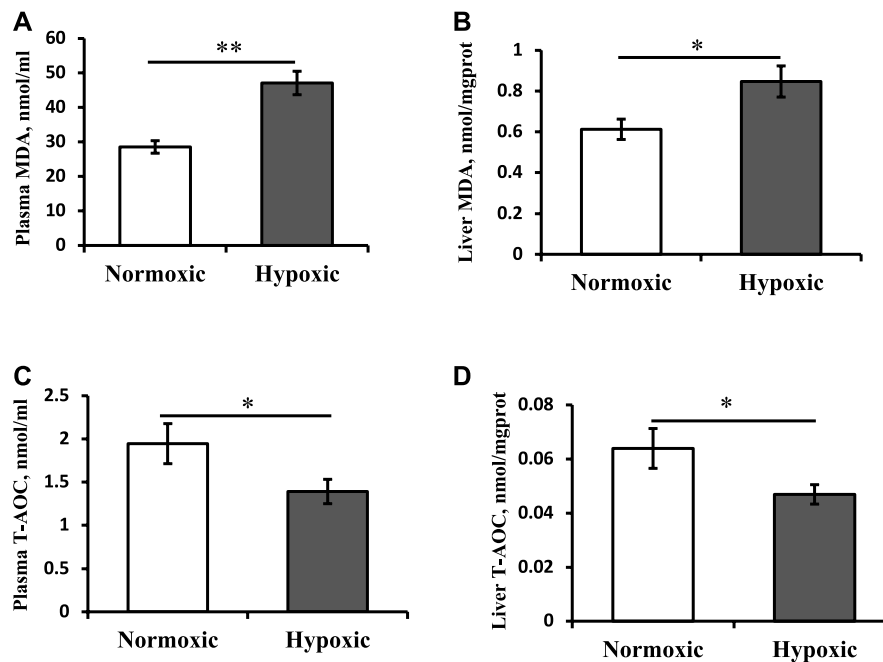 A
Plasma MDA, nmol/ml
60
50
40
30
20
10
0
**
Normoxic Hypoxic
B
Liver MDA, nmol/mgprot
1
0.8
0.6
0.4
0.2
0
*
Normoxic Hypoxic
C
Plasma T-AOC, nmol/ml
2.5
2
1.5
1
0.5
0
*
Normoxic Hypoxic
D
Liver T-AOC, nmol/mgprot
0.08
0.06
0.04
0.02
0
*
Normoxic Hypoxic